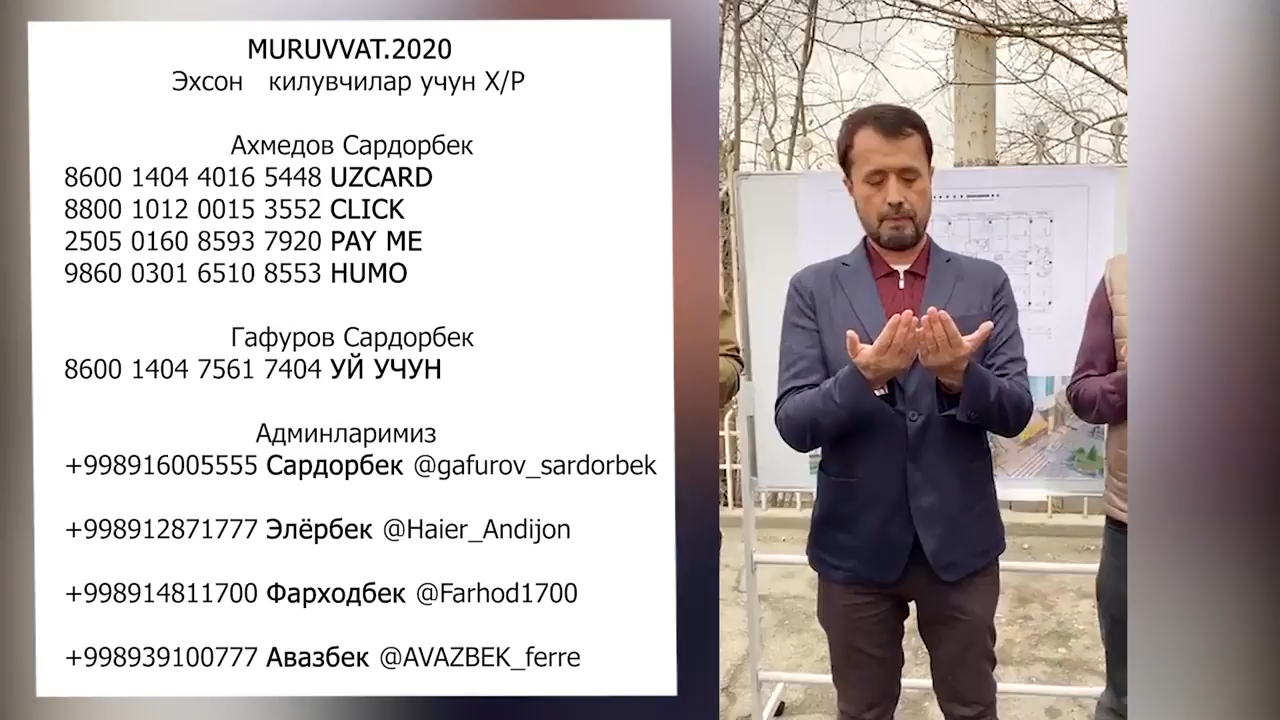 MURUVVAT.2020
Эхсон килувчилар учун Х/Р
Ахмедов Сардорбек
8600 1404 4016 5448 UZCARD
8800 1012 0015 3552 CLICK
2505 0160 8593 7920 PAY ME
9860 0301 6510 8553 HUMO
Гафуров Сардорбек
8600 1404 7561 7404 УЙ УЧУН
Админларимиз
+998916005555 Сардорбек @gafurov_sardorbek
+998912871777 Элёрбек @Haier_Andijon
+998914811700 Фарходбек @Farhod1700
+998939100777 Авазбек @AVAZBEK_ferre